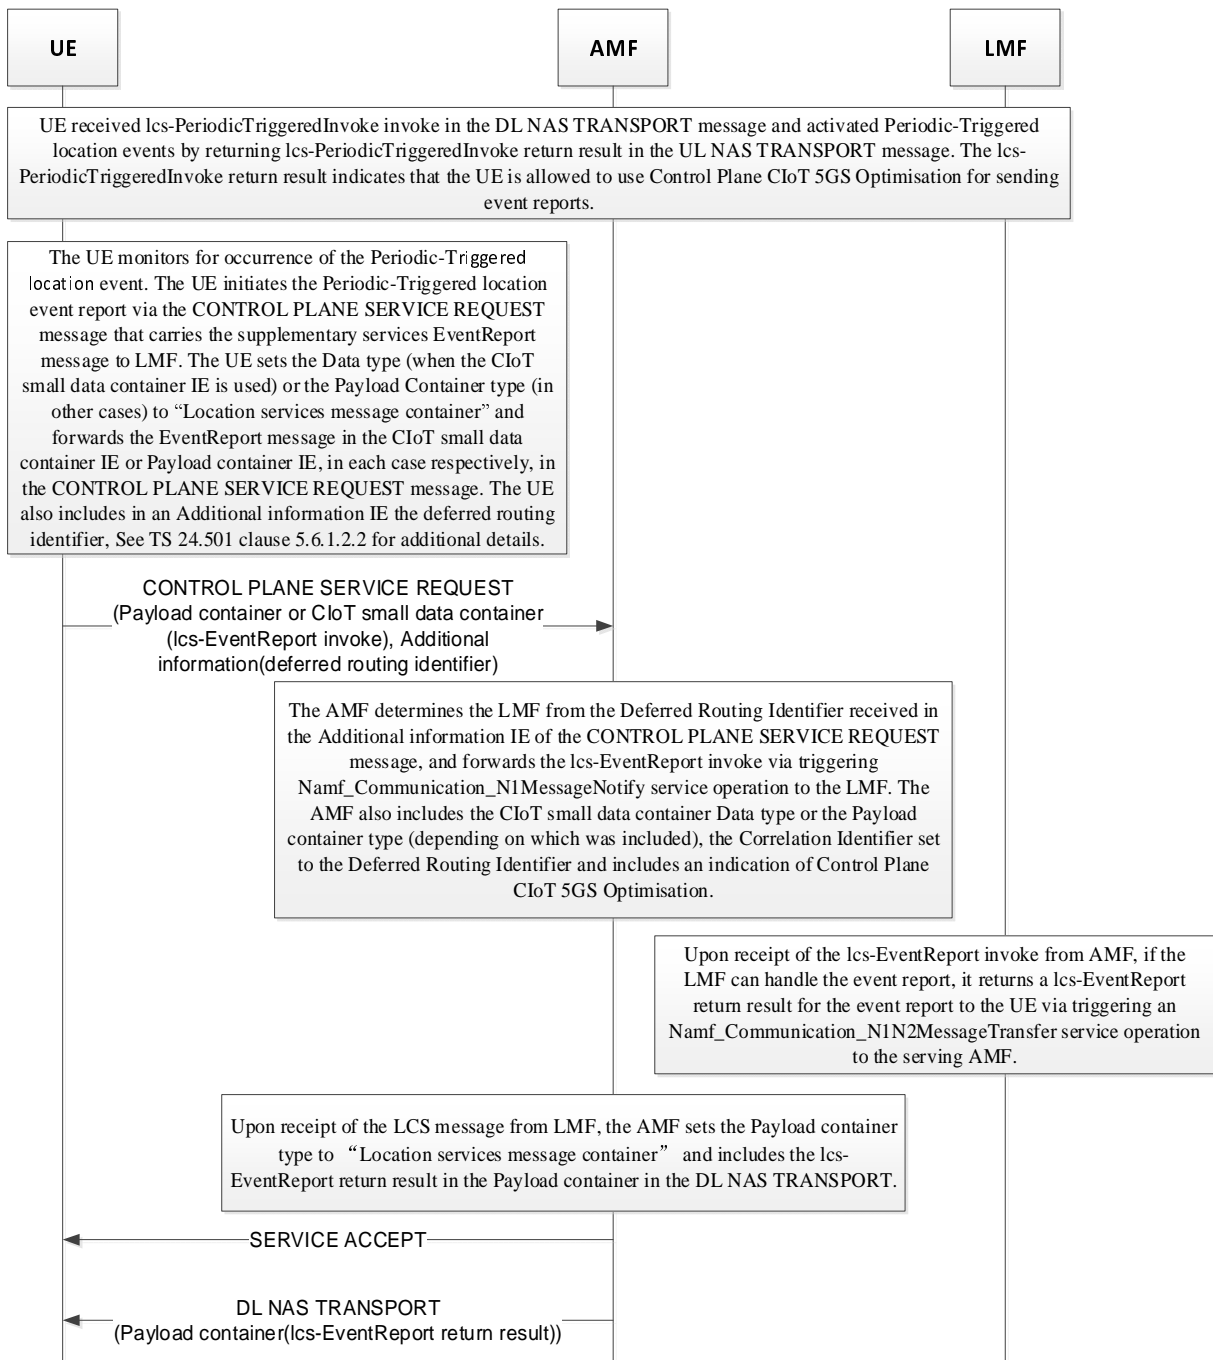 UE
AMF
LMF
UE received lcs-PeriodicTriggeredInvoke invoke in the DL NAS TRANSPORT message and activated Periodic-Triggered
location events by returning lcs-PeriodicTriggeredInvoke return result in the UL NAS TRANSPORT message. The lcs-
PeriodicTriggeredInvoke return result indicates that the UE is allowed to use Control Plane CIoT 5GS Optimisation for sending
event reports.
The UE monitors for occurrence of the Periodic-Triggered
location event. The UE initiates the Periodic-Triggered location
event report via the CONTROL PLANE SERVICE REQUEST
message that carries the supplementary services EventReport
message to LMF. The UE sets the Data type (when the CIoT
small data container IE is used) or the Payload Container type (in
other cases) to “Location services message container” and
forwards the EventReport message in the CIoT small data
container IE or Payload container IE, in each case respectively, in
the CONTROL PLANE SERVICE REQUEST message. The UE
also includes in an Additional information IE the deferred routing
identifier, See TS 24.501 clause 5.6.1.2.2 for additional details.
CONTROL PLANE SERVICE REQUEST
(Payload container or CIoT small data container
(lcs-EventReport invoke), Additional
information(deferred routing identifier)
The AMF determines the LMF from the Deferred Routing Identifier received in
the Additional information IE of the CONTROL PLANE SERVICE REQUEST
message, and forwards the lcs-EventReport invoke via triggering
Namf_Communication_N1MessageNotify service operation to the LMF. The
AMF also includes the CIoT small data container Data type or the Payload
container type (depending on which was included), the Correlation Identifier set
to the Deferred Routing Identifier and includes an indication of Control Plane
CIoT 5GS Optimisation.
Upon receipt of the lcs-EventReport invoke from AMF, if the
LMF can handle the event report, it returns a lcs-EventReport
return result for the event report to the UE via triggering an
Namf_Communication_N1N2MessageTransfer service operation
to the serving AMF.
Upon receipt of the LCS message from LMF, the AMF sets the Payload container
type to “Location services message container” and includes the lcs-
EventReport return result in the Payload container in the DL NAS TRANSPORT.
SERVICE ACCEPT
DL NAS TRANSPORT
(Payload container(lcs-EventReport return result))